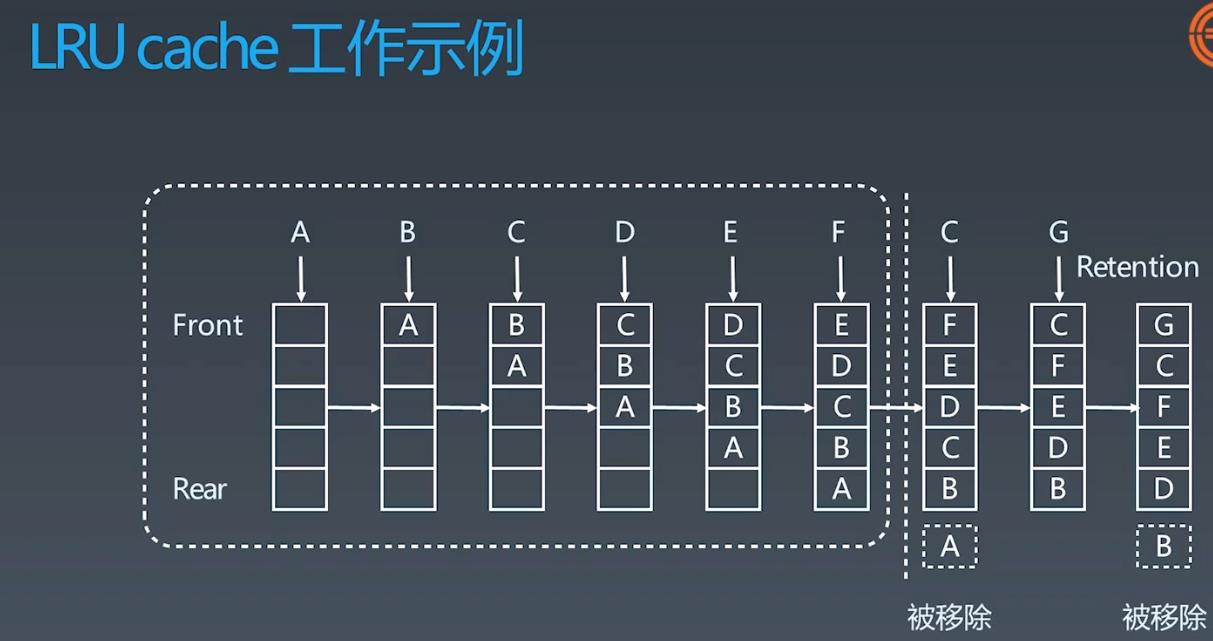 LRU cache 工作示例
A B C D E F C G
Retention
Front A B C D E F C G
A B C D E F C
Rear A B C D E F
A B C D E
A B B D
A B
被移除 被移除